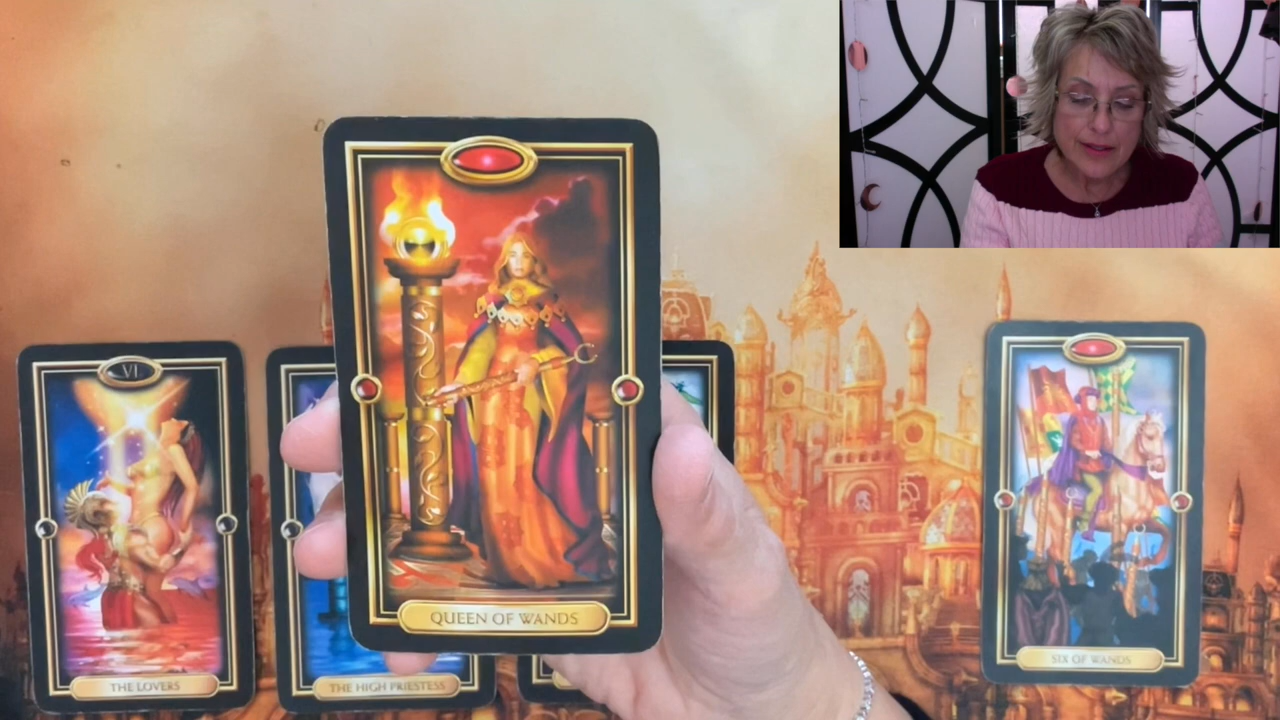 VI
QUEEN OF WANDS
THE LOVERS
THE HIGH PRIESTESS
SIX OF WANDS